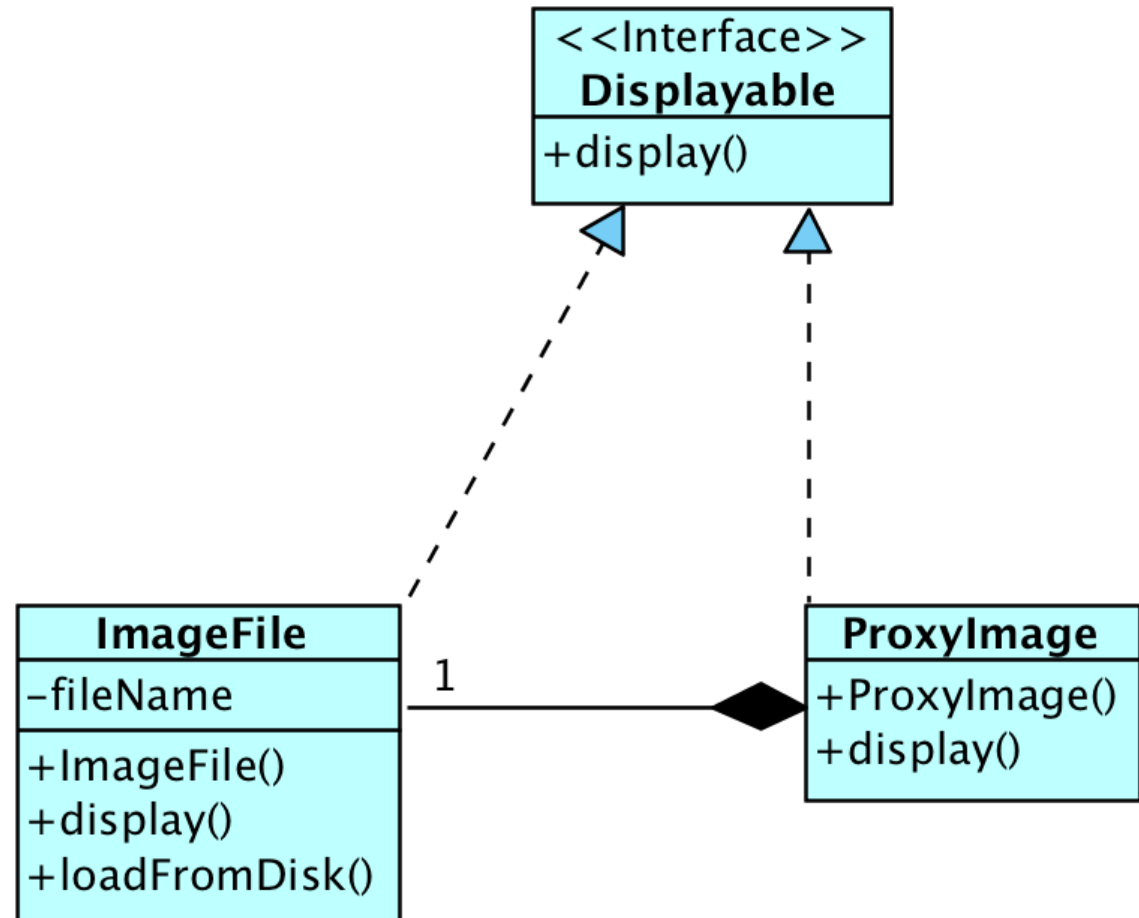 <<Interface>>
Displayable
+display()
ImageFile
-fileName
+ImageFile()
+display()
+loadFromDisk()
1
ProxyImage
+ProxyImage()
+display()